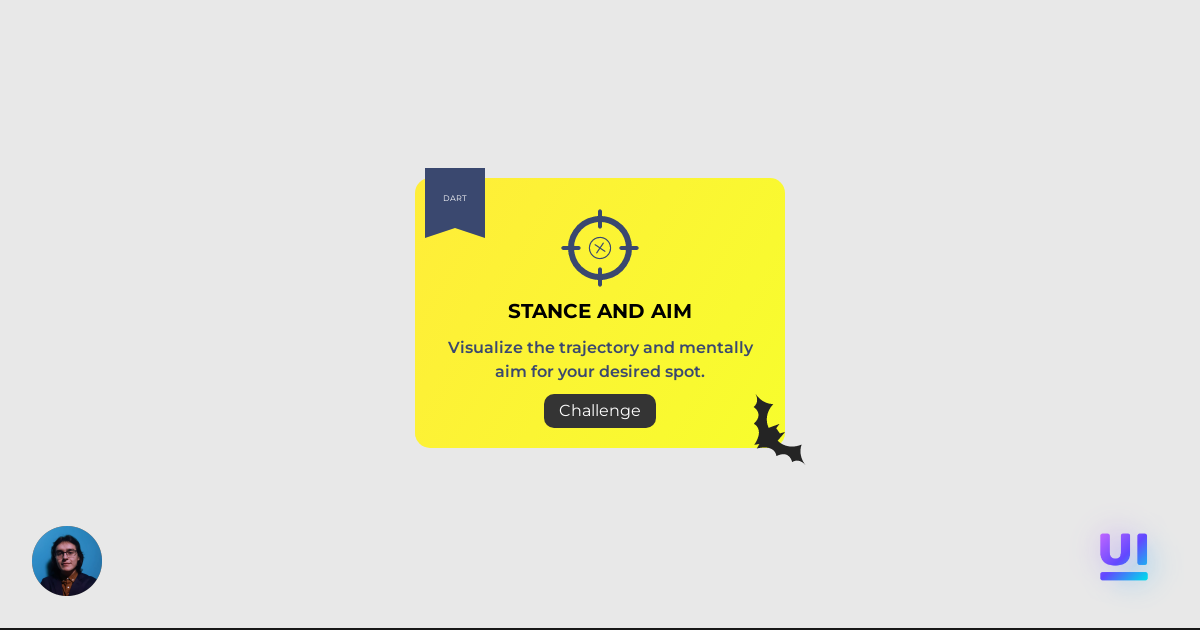 DART
STANCE AND AIM
Visualize the trajectory and mentally
aim for your desired spot.
Challenge
UI